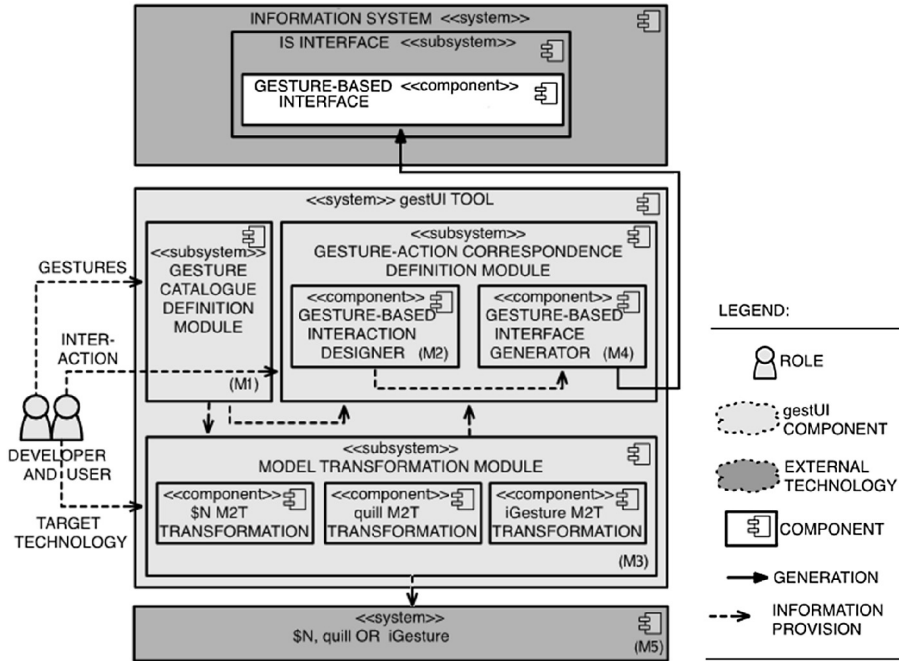 INFORMATION SYSTEM <<system>>
IS INTERFACE <<subsystem>>
GESTURE-BASED <<component>>
INTERFACE
<<system>> gestUI TOOL
<<subsystem>>
GESTURE
CATALOGUE
DEFINITION
MODULE
(M1)
<<subsystem>>
GESTURE-ACTION CORRESPONDENCE
DEFINITION MODULE
<<component>>
GESTURE-BASED
INTERACTION
DESIGNER (M2)
<<component>>
GESTURE-BASED
INTERFACE
GENERATOR (M4)
GESTURES
INTER-
ACTION
DEVELOPER
AND USER
TARGET
TECHNOLOGY
<<subsystem>>
MODEL TRANSFORMATION MODULE
<<component>>
$N M2T
TRANSFORMATION
<<component>>
quill M2T
TRANSFORMATION
<<component>>
iGesture M2T
TRANSFORMATION
(M3)
<<system>>
$N, quill OR iGesture
(M5)
LEGEND:
ROLE
gestUI
COMPONENT
EXTERNAL
TECHNOLOGY
COMPONENT
GENERATION
INFORMATION
PROVISION